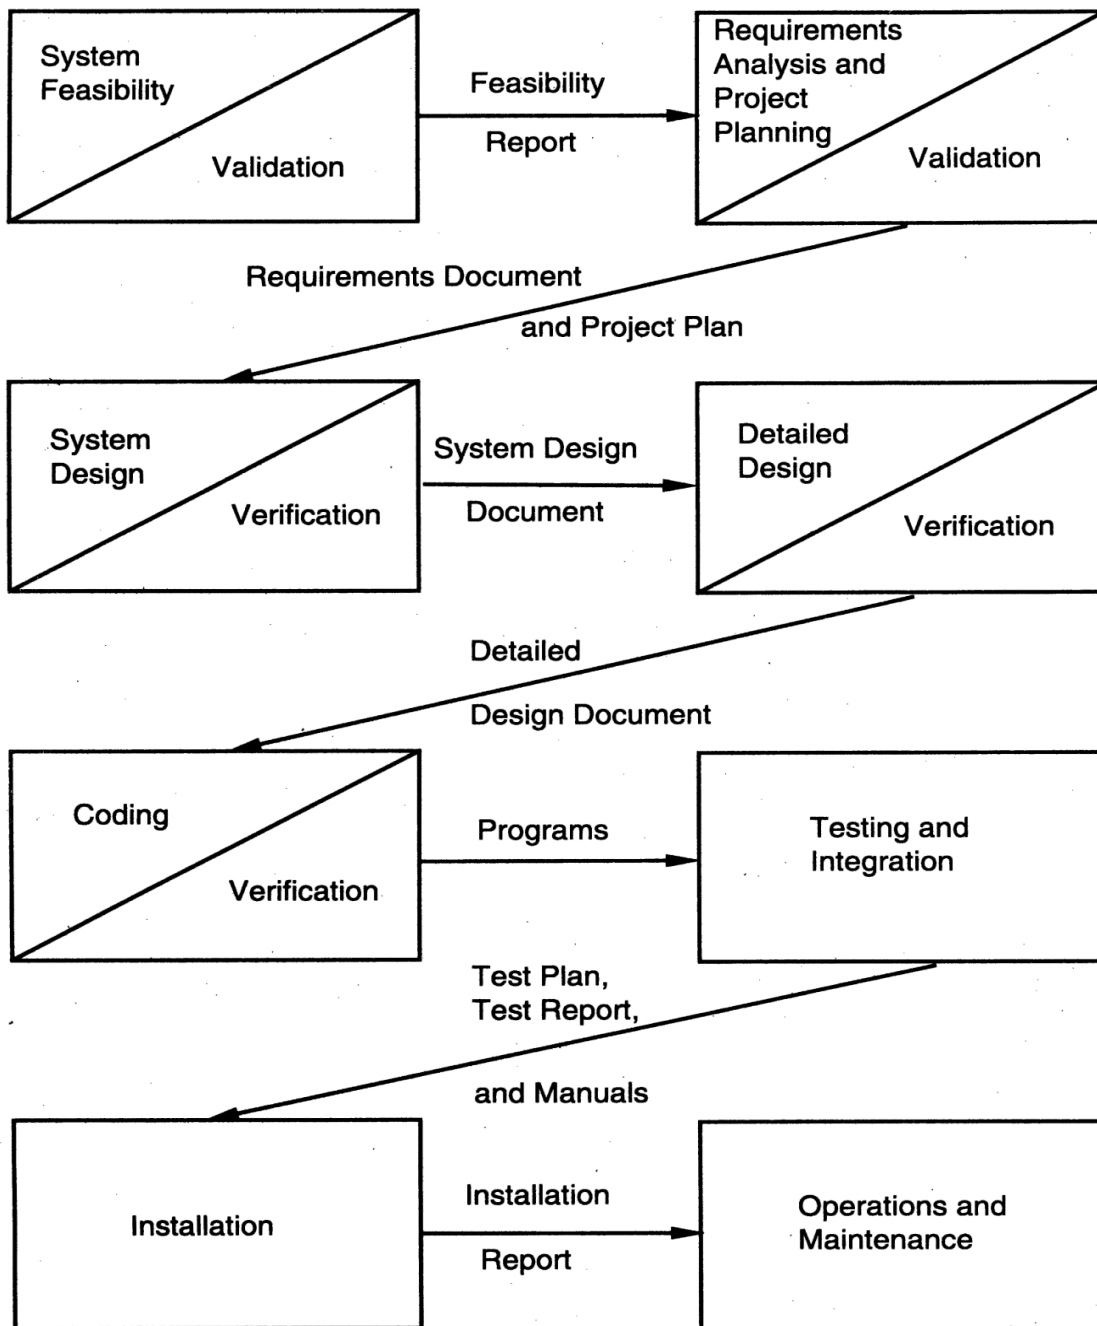 System
Feasibility
Validation
Feasibility
Report
Requirements
Analysis and
Project
Planning
Validation
Requirements Document
and Project Plan
System
Design
Verification
System Design
Document
Detailed
Design
Verification
Detailed
Design Document
Coding
Verification
Programs
Testing and
Integration
Test Plan,
Test Report,
and Manuals
Installation
Installation
Report
Operations and
Maintenance